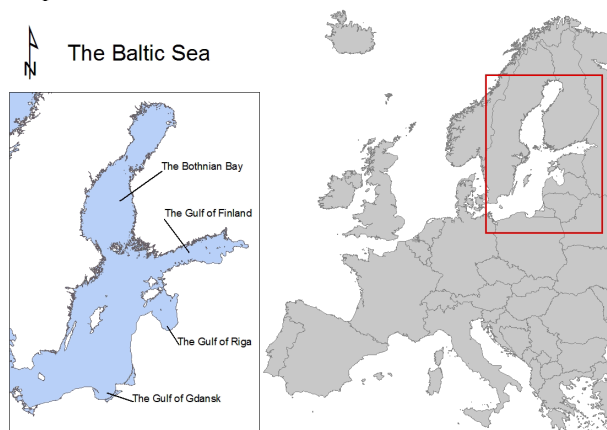 N
The Baltic Sea
The Bothnian Bay
The Gulf of Finland
The Gulf of Riga
The Gulf of Gdansk